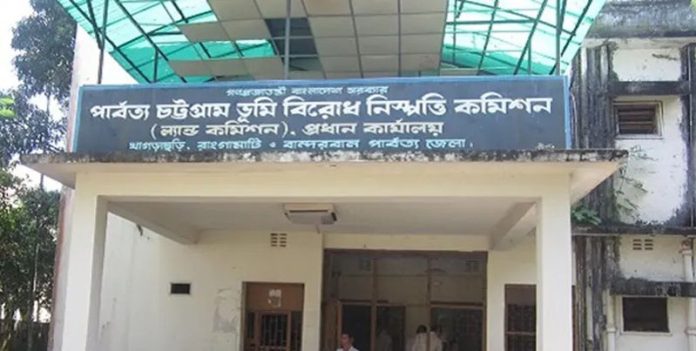 গণপ্রজাতন্ত্রী বাংলাদেশ সরকার
পার্বত্য চট্টগ্রাম ভূমি বিরোধ নিস্পত্তি কমিশন
(ল্যান্ড কমিশন), প্রধান কার্যালয়
খাগড়াছড়ি, রাংগামাটি ও বান্দরবান পার্বত্য জেলা।